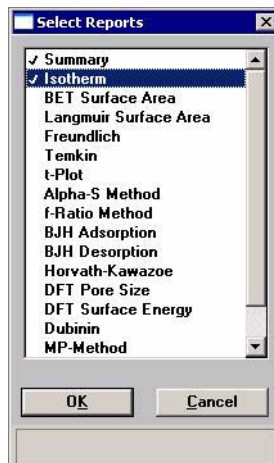 Select Reports
✓ Summary
✓ Isotherm
BET Surface Area
Langmuir Surface Area
Freundlich
Temkin
t-Plot
Alpha-S Method
f-Ratio Method
BJH Adsorption
BJH Desorption
Horvath-Kawazoe
DFT Pore Size
DFT Surface Energy
Dubinin
MP-Method
OK Cancel